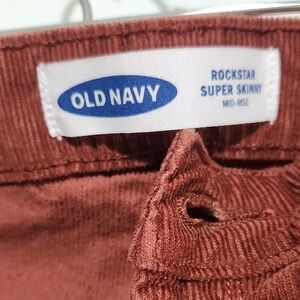 OLD NAVY
ROCKSTAR
SUPER SKINNY
MID-RISE